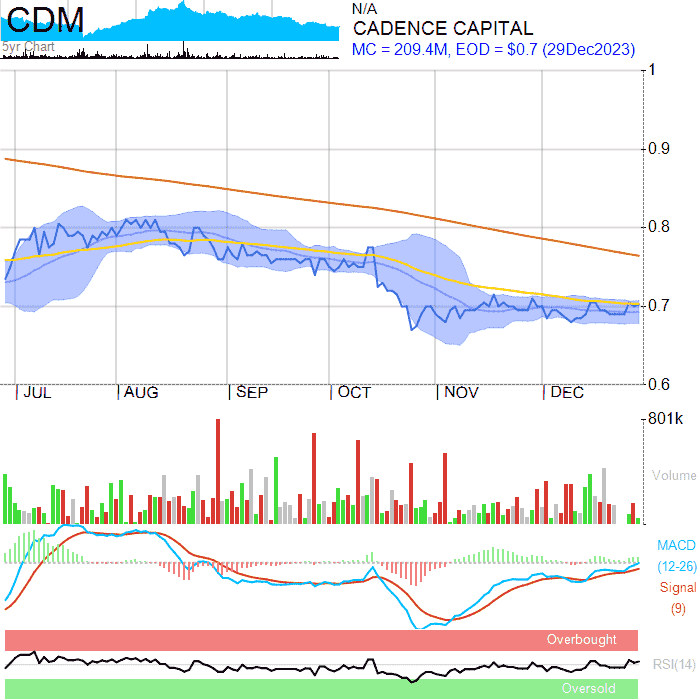 CDM
5yr Chart
N/A
CADENCE CAPITAL
MC = 209.4M, EOD = $0.7 (29Dec2023)
1
0.9
0.8
0.7
0.6
JUL AUG SEP OCT NOV DEC
801k
Volume
MACD
(12-26)
Signal
(9)
Overbought
RSI(14)
Oversold